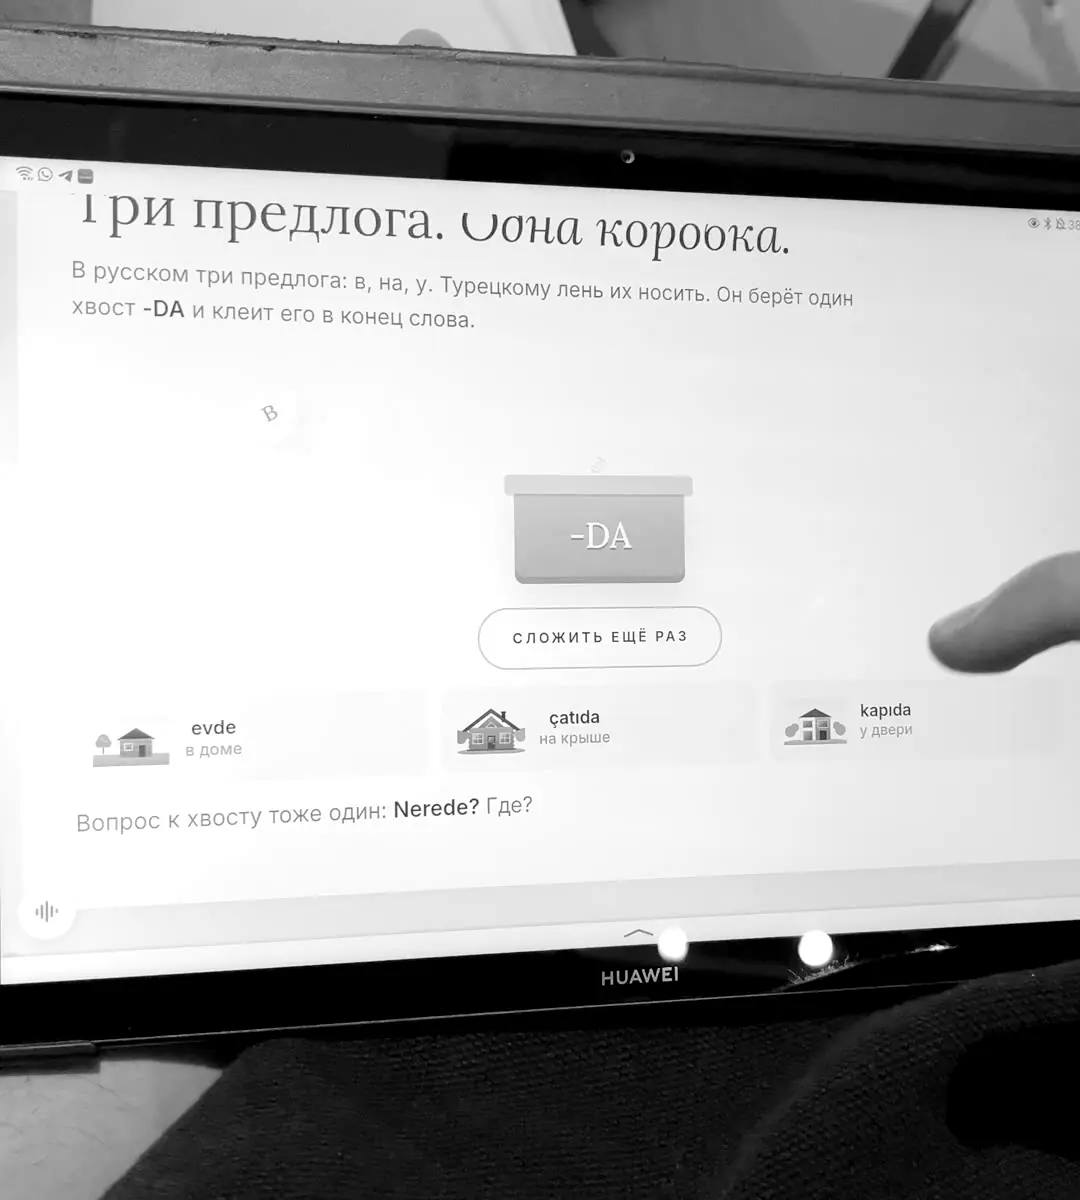 Три предлога. Одна коробка.
В русском три предлога: в, на, у. Турецкому лень их носить. Он берёт один
хвост -DA и клеит его в конец слова.
в
-DA
СЛОЖИТЬ ЕЩЁ РАЗ
evde
в доме
çatıda
на крыше
kapıda
у двери
Вопрос к хвосту тоже один: Nerede? Где?
HUAWEI